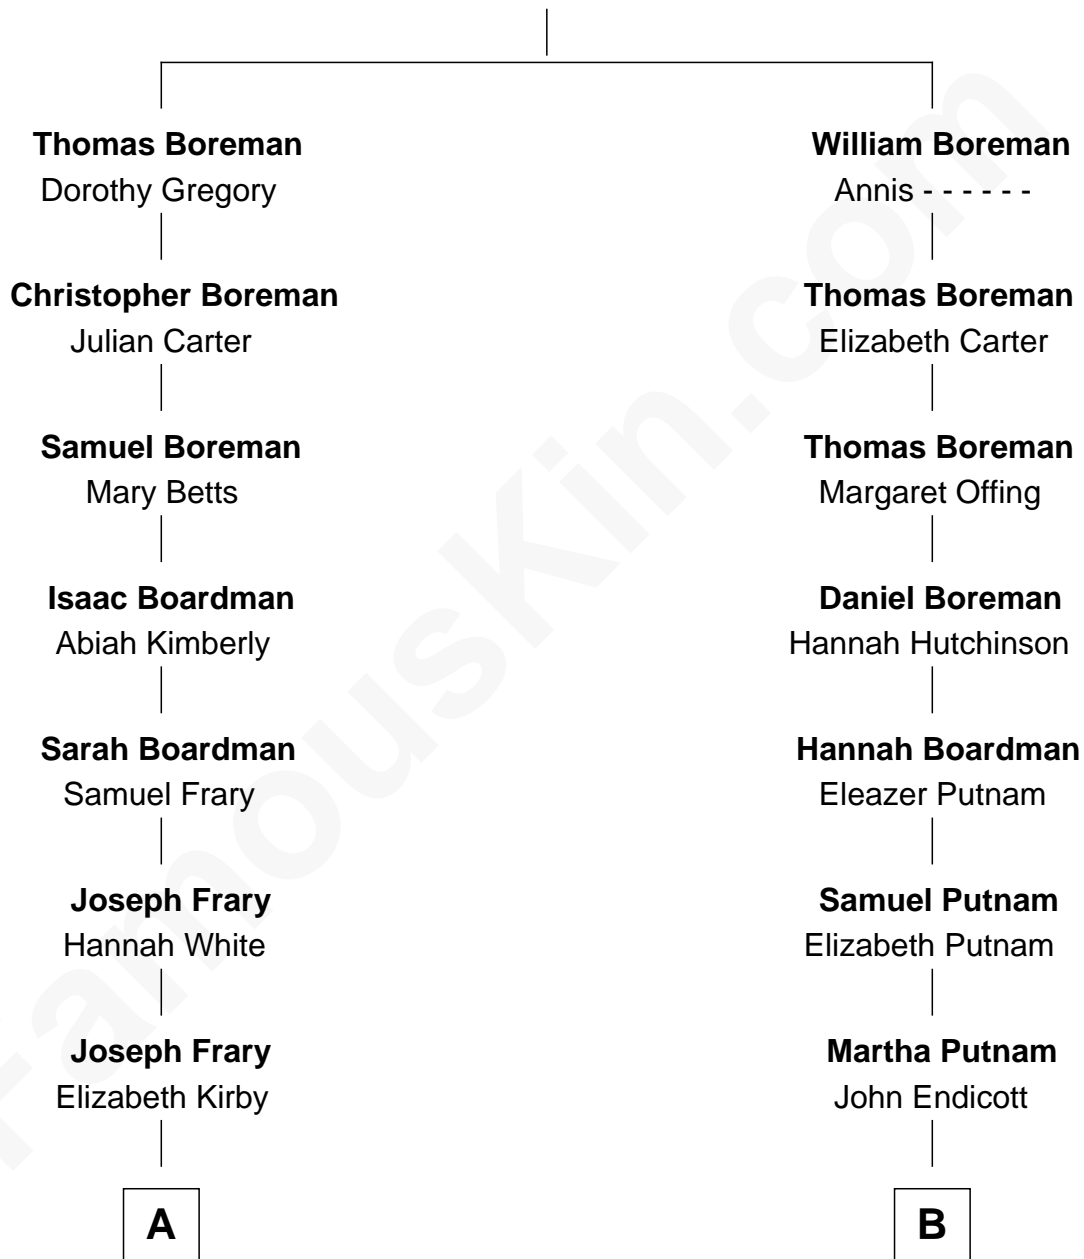 Thomas Boreman
Dorothy Gregory
Christopher Boreman
Julian Carter
Samuel Boreman
Mary Betts
Isaac Boardman
Abiah Kimberly
Sarah Boardman
Samuel Frary
Joseph Frary
Hannah White
Joseph Frary
Elizabeth Kirby
A
William Boreman
Annis - - - - - -
Thomas Boreman
Elizabeth Carter
Thomas Boreman
Margaret Offing
Daniel Boreman
Hannah Hutchinson
Hannah Boardman
Eleazer Putnam
Samuel Putnam
Elizabeth Putnam
Martha Putnam
John Endicott
B
FamousKin.com